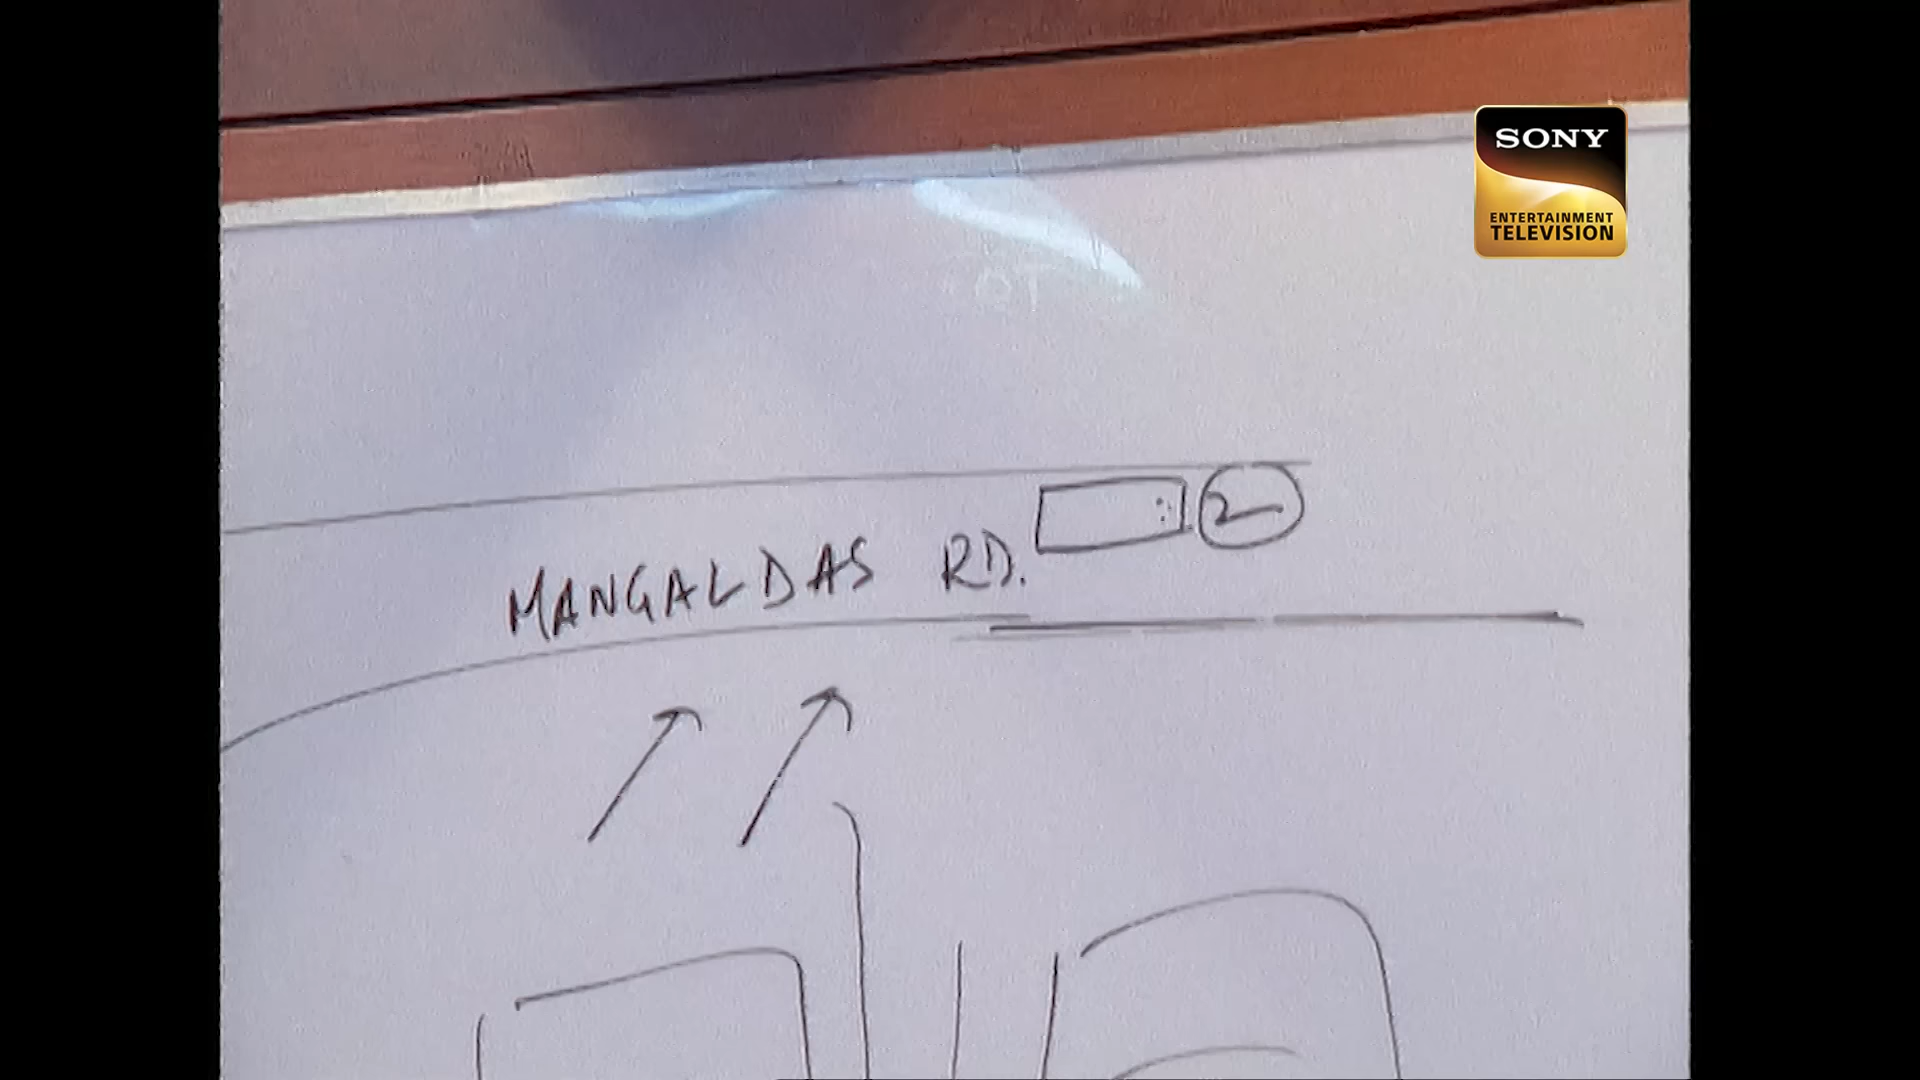 SONY
ENTERTAINMENT
TELEVISION
MANGALDAS RD.
2